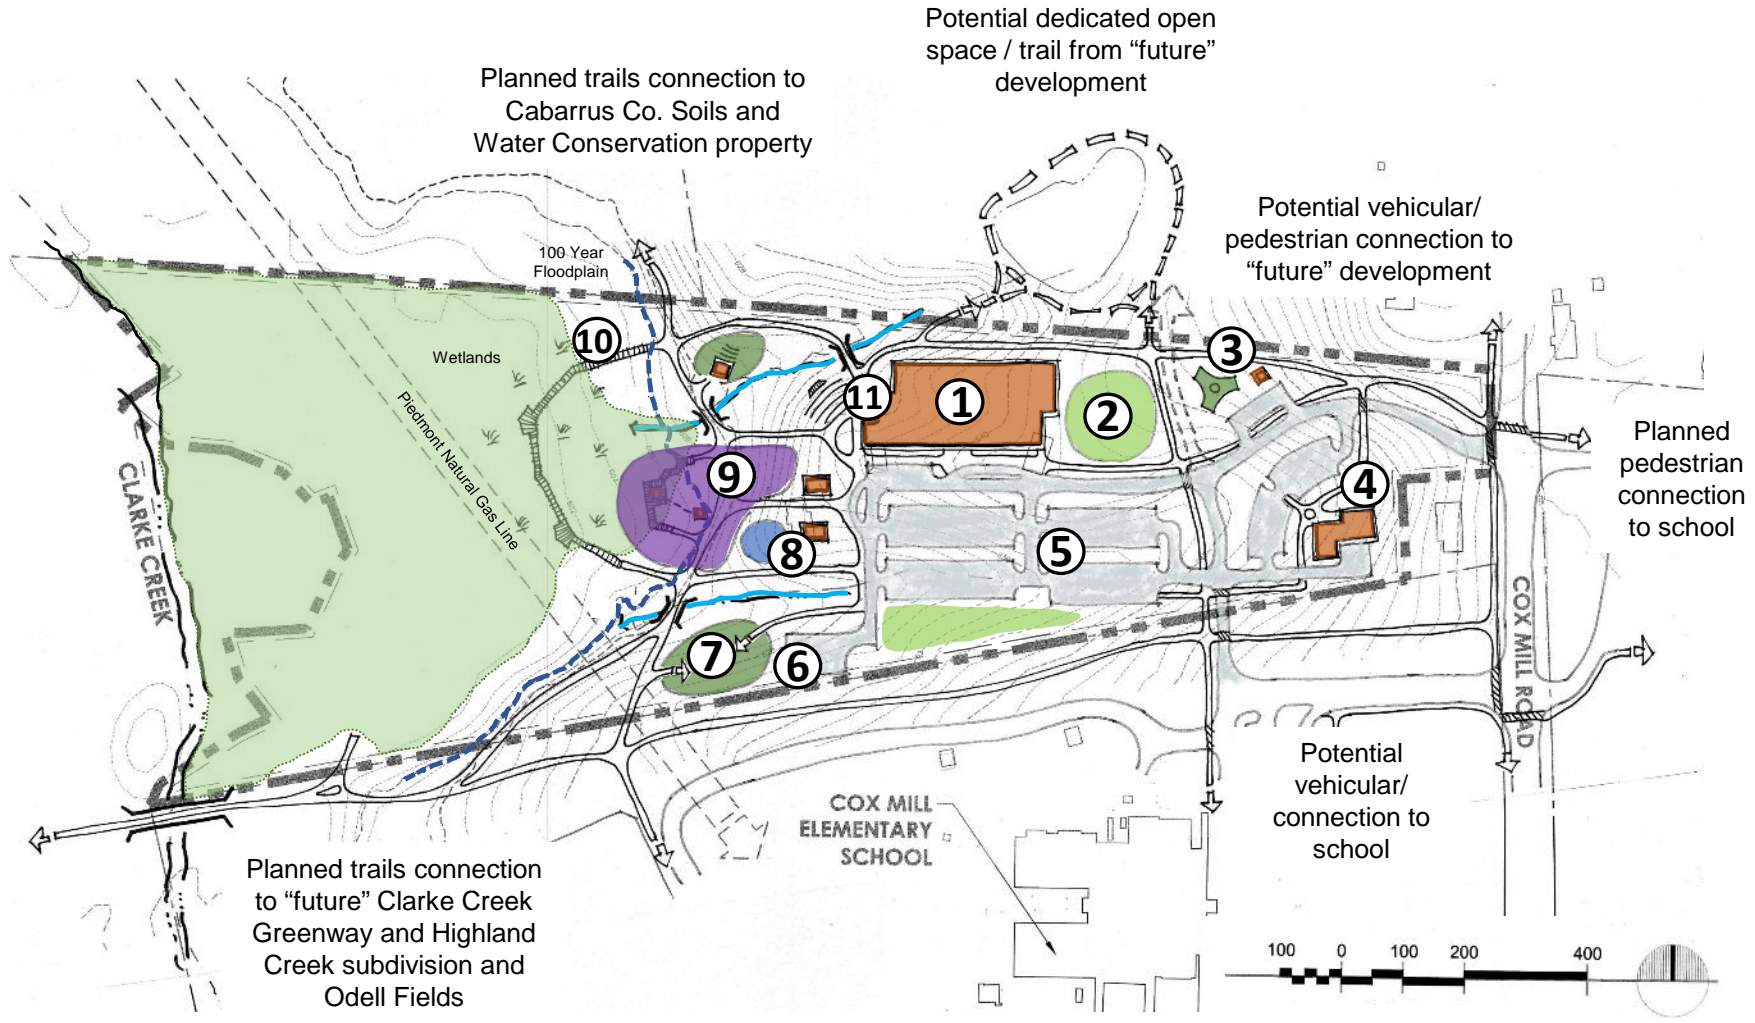 Potential dedicated open
space / trail from “future”
development
Planned trails connection to
Cabarrus Co. Soils and
Water Conservation property
Potential vehicular/
pedestrian connection to
“future” development
100 Year
Floodplain
10
Wetlands
3
11
1
2
Piedmont Natural Gas Line
Planned
pedestrian
connection
to school
9
4
CLARKE CREEK
8
5
COX MILL ROAD
7
6
Potential
vehicular/
connection to
school
COX MILL
ELEMENTARY
SCHOOL
Planned trails connection
to “future” Clarke Creek
Greenway and Highland
Creek subdivision and
Odell Fields
100 0 100 200 400